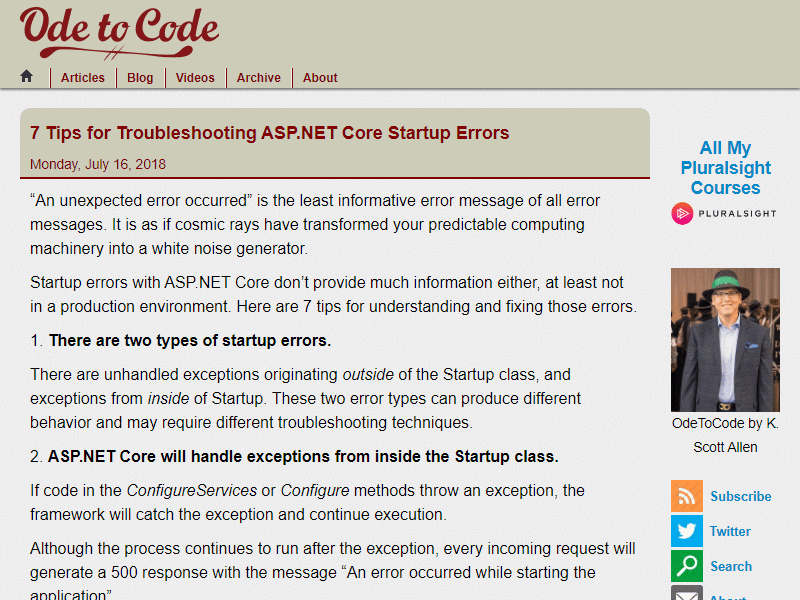 Ode to Code
Articles
Blog
Videos
Archive
About
7 Tips for Troubleshooting ASP.NET Core Startup Errors
Monday, July 16, 2018
“An unexpected error occurred” is the least informative error message of all error
messages. It is as if cosmic rays have transformed your predictable computing
machinery into a white noise generator.
Startup errors with ASP.NET Core don’t provide much information either, at least not
in a production environment. Here are 7 tips for understanding and fixing those errors.
1. There are two types of startup errors.
There are unhandled exceptions originating outside of the Startup class, and
exceptions from inside of Startup. These two error types can produce different
behavior and may require different troubleshooting techniques.
2. ASP.NET Core will handle exceptions from inside the Startup class.
If code in the ConfigureServices or Configure methods throw an exception, the
framework will catch the exception and continue execution.
Although the process continues to run after the exception, every incoming request will
generate a 500 response with the message “An error occurred while starting the
application”
All My
Pluralsight
Courses
PLURALSIGHT
OdeToCode by K.
Scott Allen
Subscribe
Twitter
Search
About